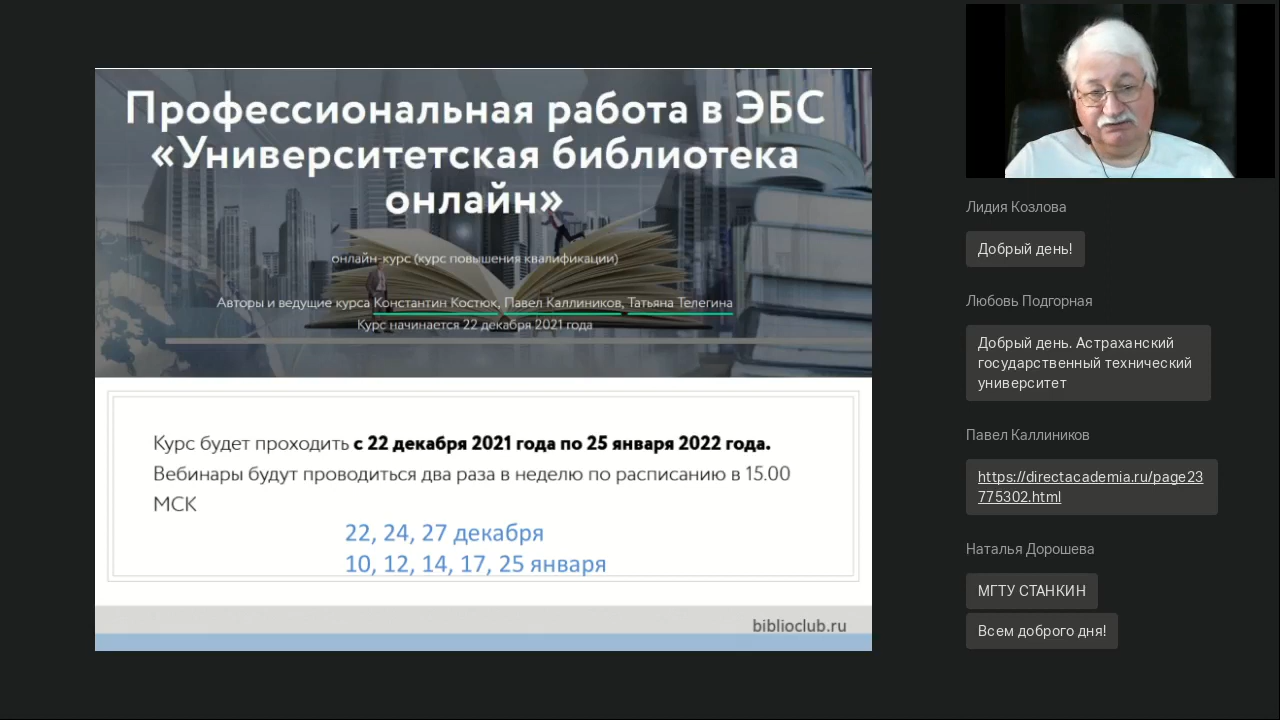 Профессиональная работа в ЭБС
«Университетская библиотека
онлайн»
онлайн-курс (курс повышения квалификации)
Авторы и ведущие курса Константин Костюк, Павел Каллиников, Татьяна Телегина
Курс начинается 22 декабря 2021 года
Курс будет проходить с 22 декабря 2021 года по 25 января 2022 года.
Вебинары будут проводиться два раза в неделю по расписанию в 15.00
МСК
22, 24, 27 декабря
10, 12, 14, 17, 25 января
biblioclub.ru
Лидия Козлова
Добрый день!
Любовь Подгорная
Добрый день. Астраханский
государственный технический
университет
Павел Каллиников
https://directacademia.ru/page23
775302.html
Наталья Дорошева
МГТУ СТАНКИН
Всем доброго дня!